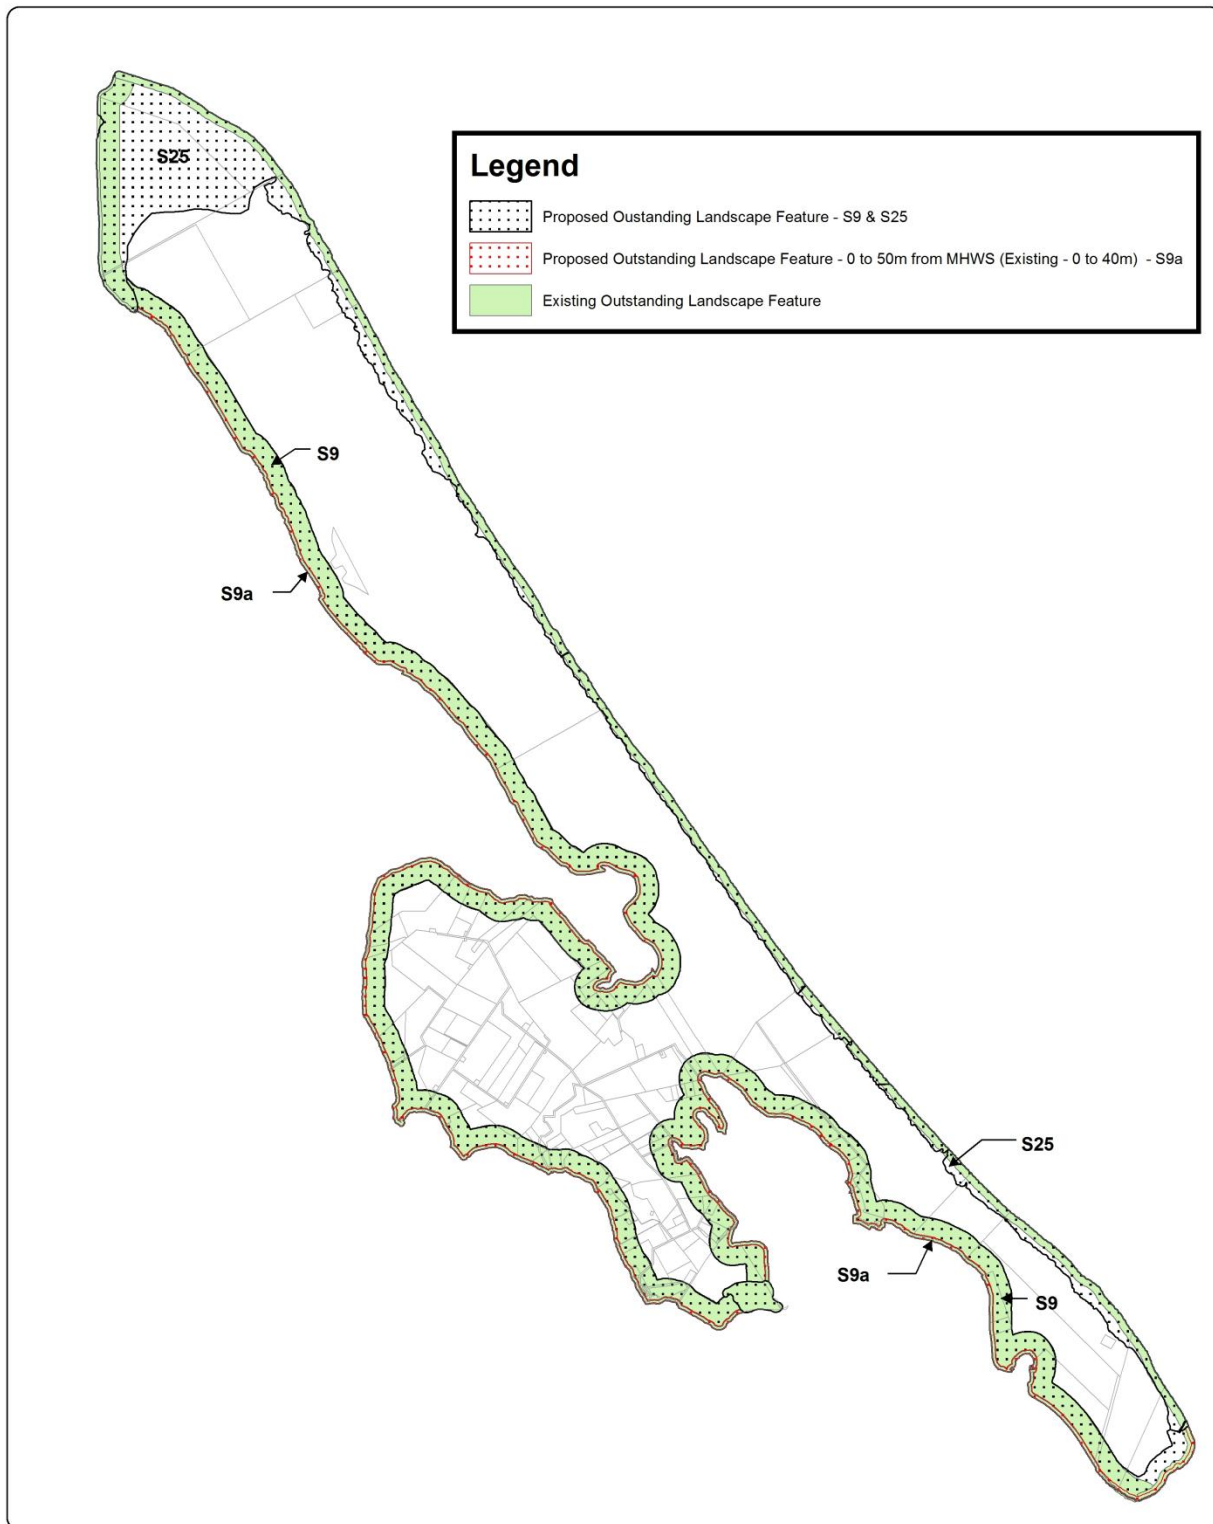 S25
Legend
Proposed Oustanding Landscape Feature - S9 & S25
Proposed Outstanding Landscape Feature - 0 to 50m from MHWS (Existing - 0 to 40m) - S9a
Existing Outstanding Landscape Feature
S9
S9a
S25
S9a
S9